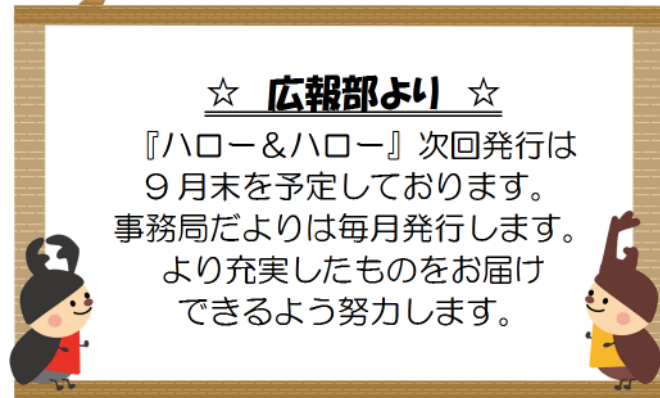 ☆ 広報部より ☆
『ハロー＆ハロー』次回発行は
９月末を予定しております。
事務局だよりは毎月発行します。
より充実したものをお届け
できるよう努力します。